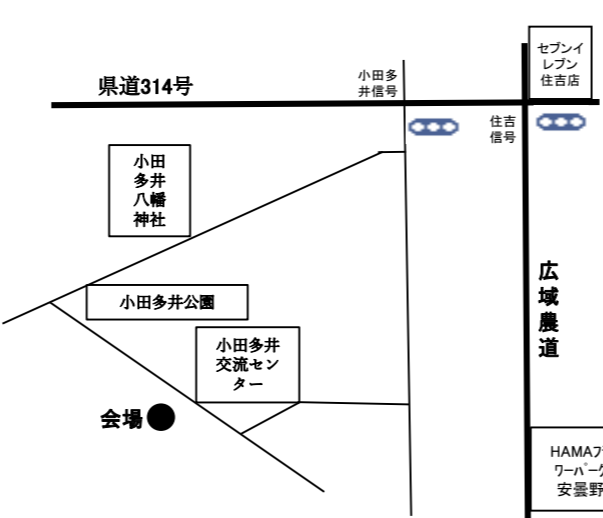 セブンイ
レブン
住吉店
県道314号
小田多
井信号
住吉
信号
小田
多井
八幡
神社
広域農道
小田多井公園
小田多井
交流セン
ター
会場
HAMAﾌﾗ
ﾜｰﾊﾟｰｸ
安曇野